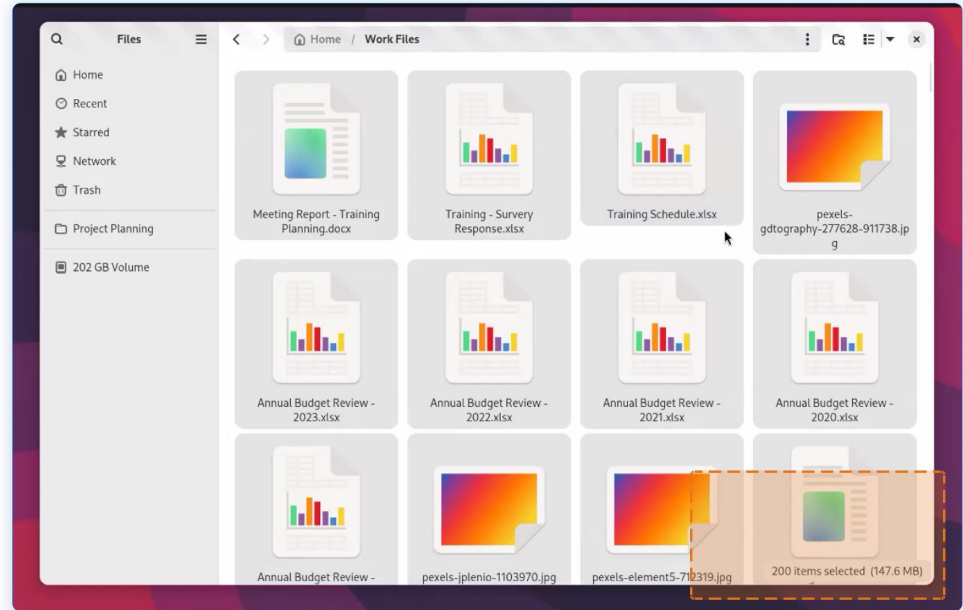 Files
Home / Work Files
Home
Recent
Starred
Network
Trash
Project Planning
202 GB Volume
Meeting Report - Training
Planning.docx
Training - Survery
Response.xlsx
Training Schedule.xlsx
pexels-
gdtography-277628-911738.jp
g
Annual Budget Review -
2023.xlsx
Annual Budget Review -
2022.xlsx
Annual Budget Review -
2021.xlsx
Annual Budget Review -
2020.xlsx
Annual Budget Review -
pexels-jplenio-1103970.jpg
pexels-element5-712319.jpg
200 items selected (147.6 MB)